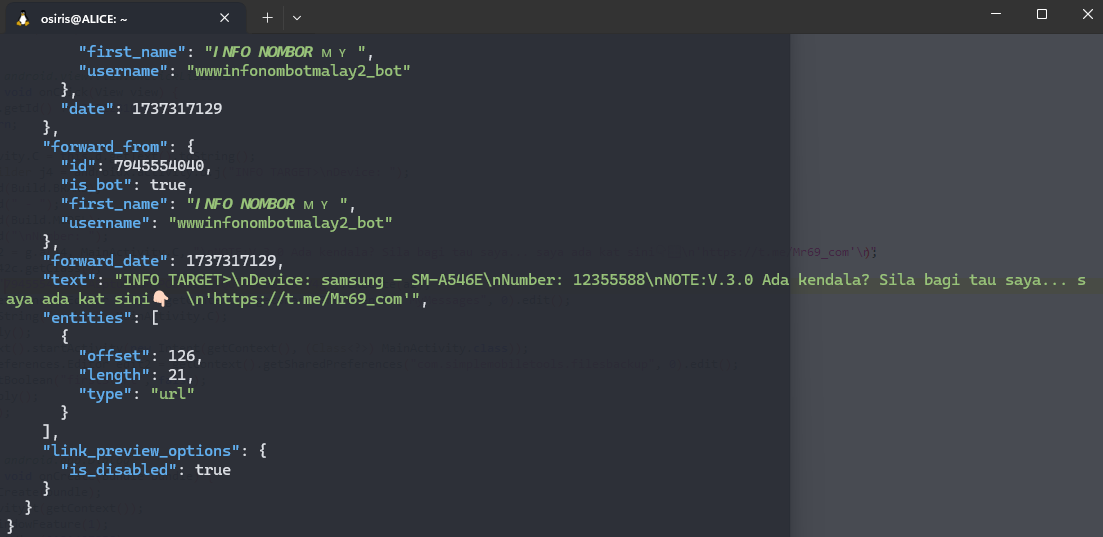 osiris@ALICE: ~
"first_name": "𝙄𝙉𝙁𝙊 𝙉𝙊𝙈𝘽𝙊𝙍 ᴍ ʏ ",
"username": "wwwinfonombotmalay2_bot"
},
"date": 1737317129
},
"forward_from": {
"id": 7945554040,
"is_bot": true,
"first_name": "𝙄𝙉𝙁𝙊 𝙉𝙊𝙈𝘽𝙊𝙍 ᴍ ʏ ",
"username": "wwwinfonombotmalay2_bot"
},
"forward_date": 1737317129,
"text": "INFO TARGET>\nDevice: samsung - SM-A546E\nNumber: 12355588\nNOTE:V.3.0 Ada kendala? Sila bagi tau saya... s
aya ada kat sini👇🏻 \n'https://t.me/Mr69_com'",
"entities": [
{
"offset": 126,
"length": 21,
"type": "url"
}
],
"link_preview_options": {
"is_disabled": true
}
}
}